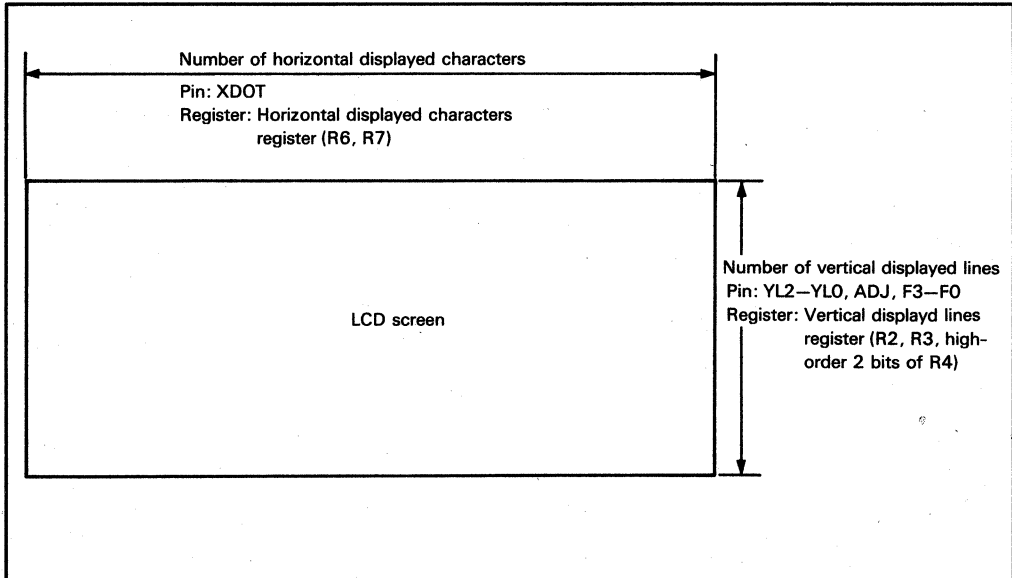 Number of horizontal displayed characters
Pin: XDOT
Register: Horizontal displayed characters
register (R6, R7)
Number of vertical displayed lines
Pin: YL2—YL0, ADJ, F3—F0
Register: Vertical displayd lines
register (R2, R3, high-
order 2 bits of R4)
LCD screen